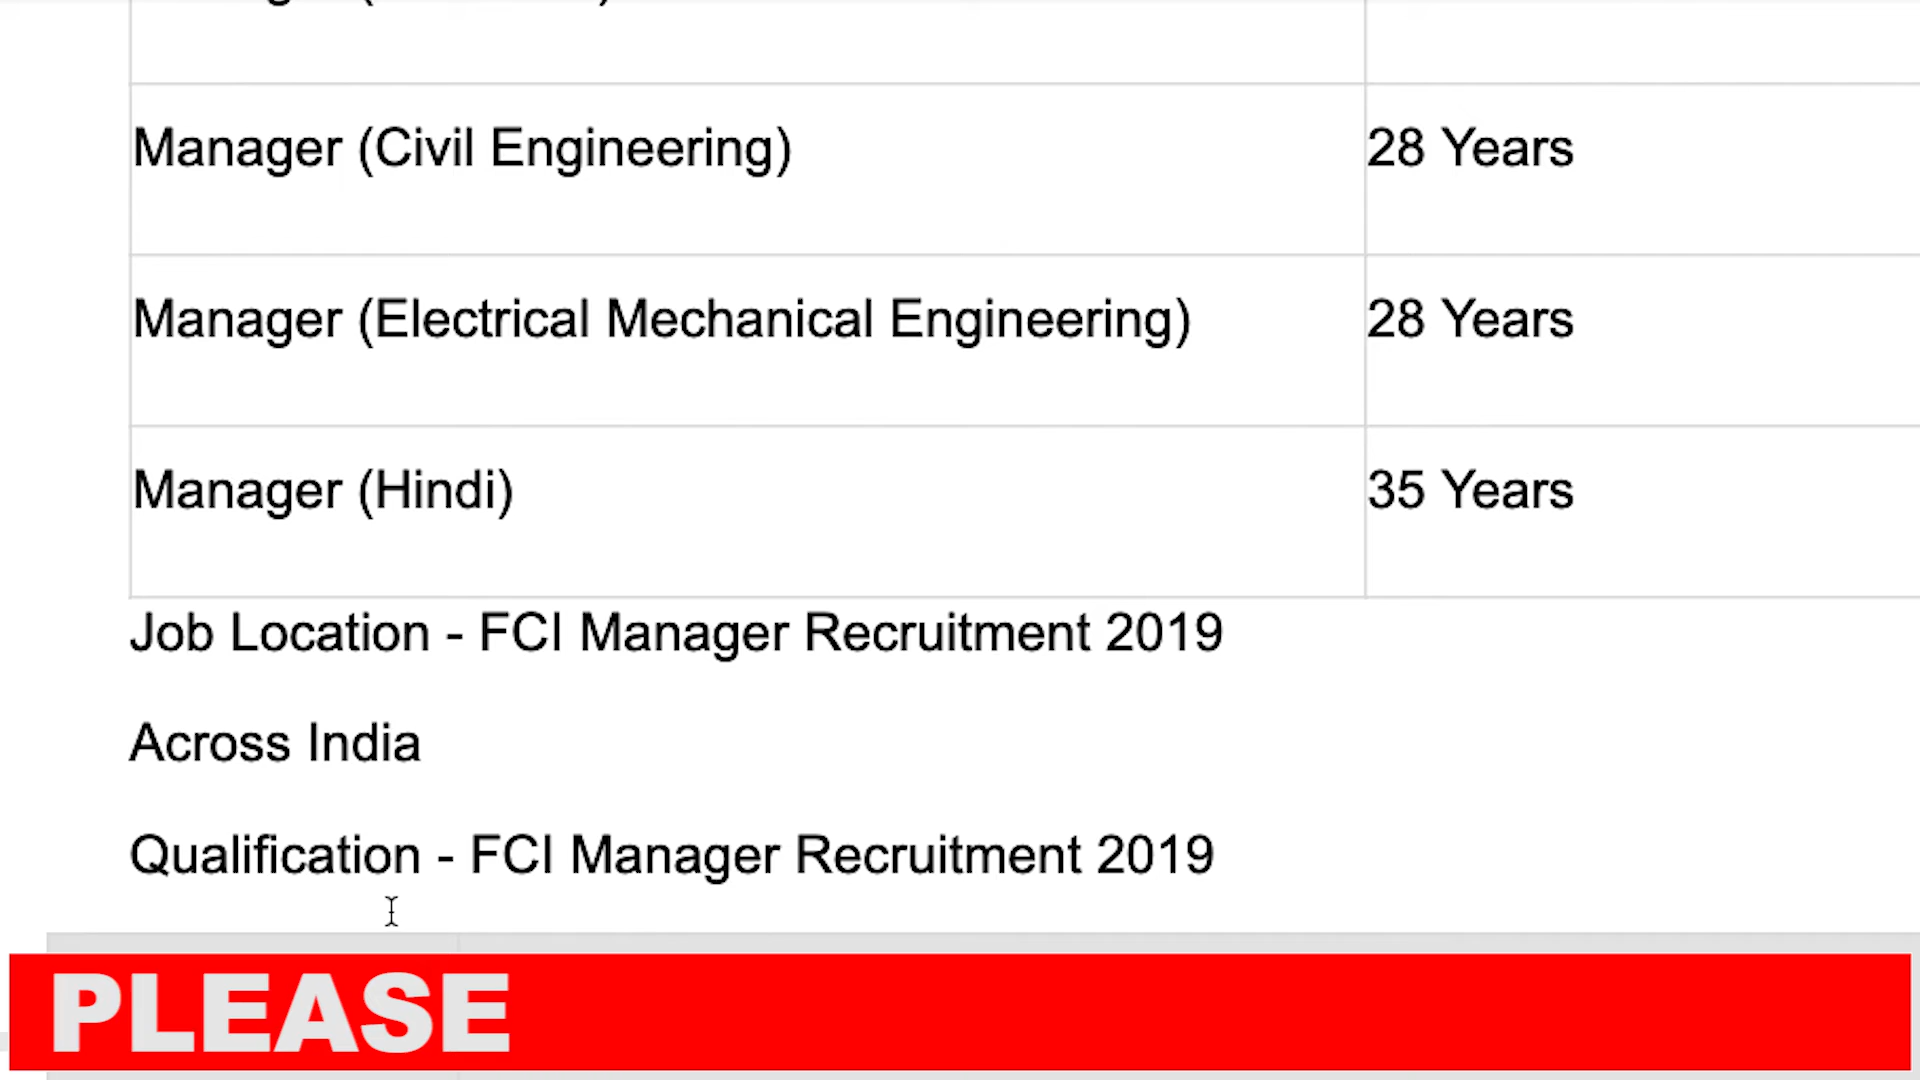 Manager (Civil Engineering) 28 Years
Manager (Electrical Mechanical Engineering) 28 Years
Manager (Hindi) 35 Years
Job Location - FCI Manager Recruitment 2019
Across India
Qualification - FCI Manager Recruitment 2019
PLEASE